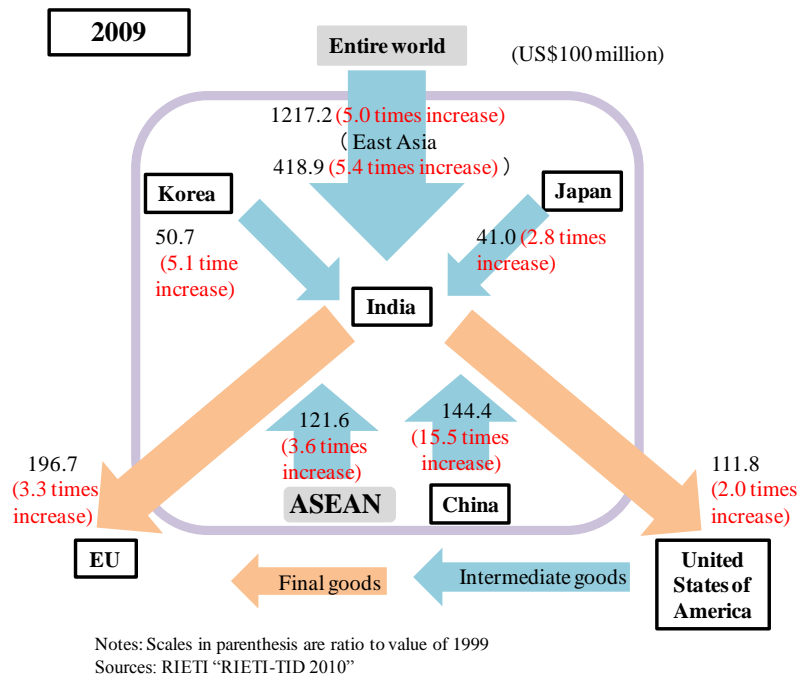 2009
Entire world
(US$100 million)
1217.2 (5.0 times increase)
( East Asia
418.9 (5.4 times increase) )
Korea
Japan
50.7
(5.1 time
increase)
41.0 (2.8 times
increase)
India
196.7
(3.3 times
increase)
121.6
(3.6 times
increase)
144.4
(15.5 times
increase)
111.8
(2.0 times
increase)
ASEAN
China
EU
United
States of
America
Final goods
Intermediate goods
Notes: Scales in parenthesis are ratio to value of 1999
Sources: RIETI “RIETI-TID 2010”